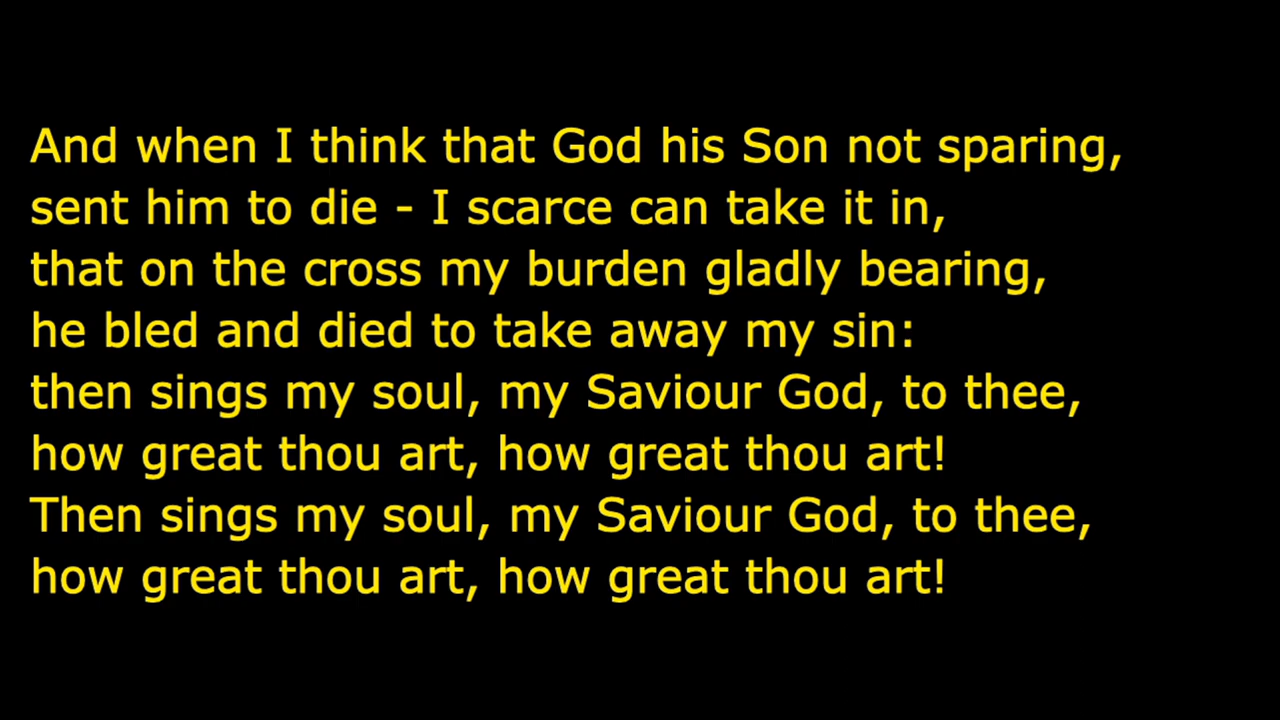 And when I think that God his Son not sparing,
sent him to die - I scarce can take it in,
that on the cross my burden gladly bearing,
he bled and died to take away my sin:
then sings my soul, my Saviour God, to thee,
how great thou art, how great thou art!
Then sings my soul, my Saviour God, to thee,
how great thou art, how great thou art!